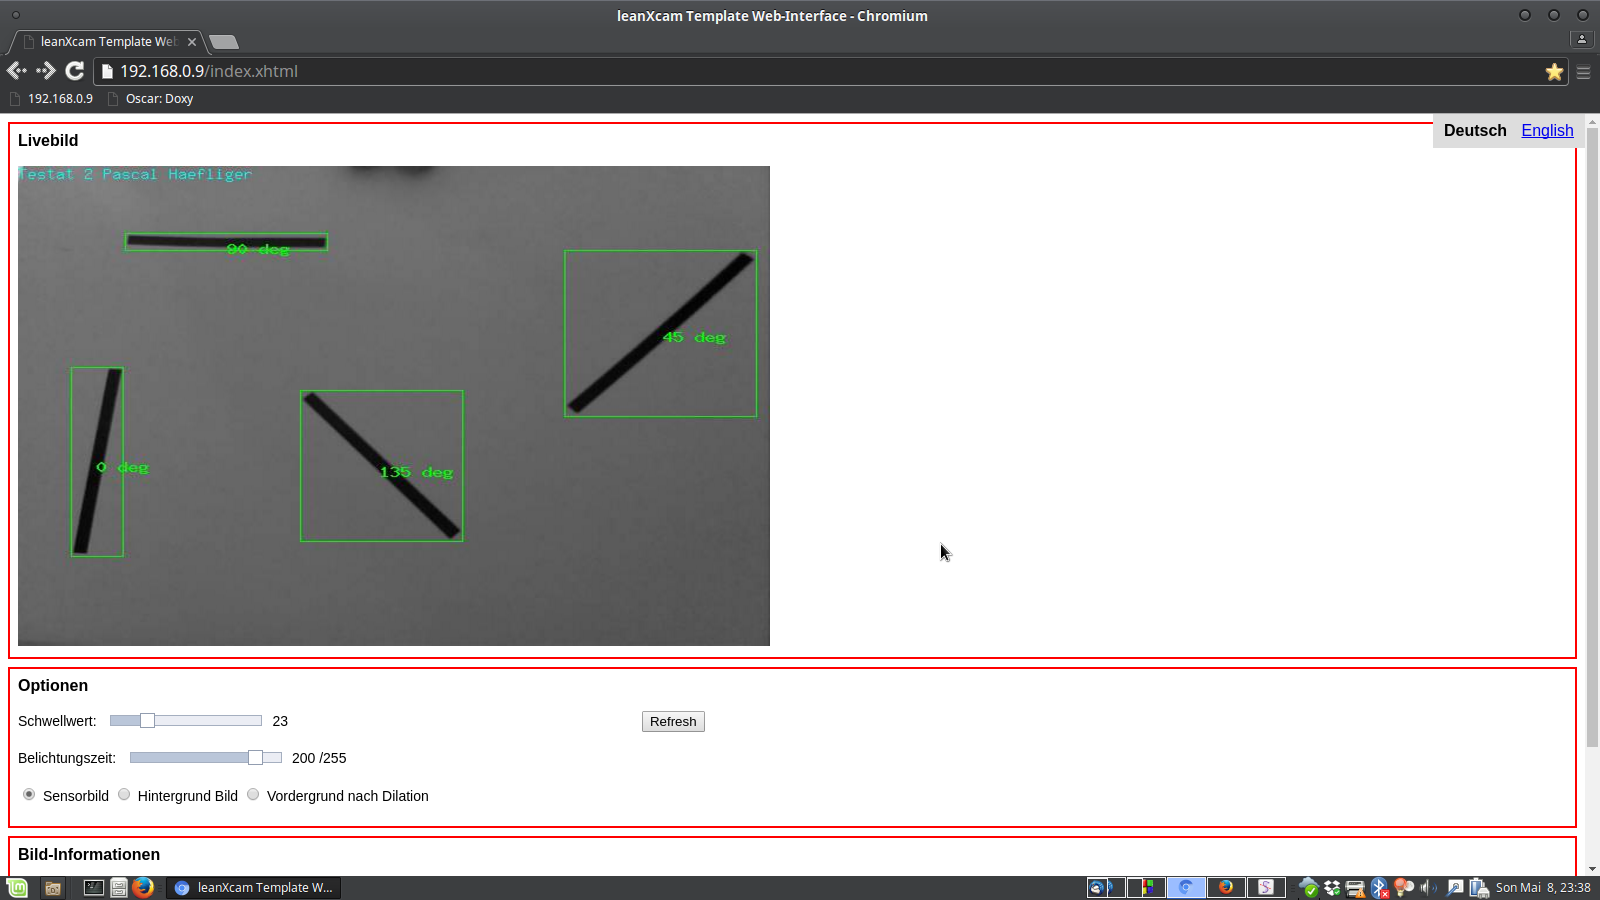 leanXcam Template Web-Interface - Chromium
leanXcam Template Web
192.168.0.9/index.xhtml
192.168.0.9
Oscar: Doxy
Deutsch English
Livebild
Testat 2 Pascal Haefliger
90 deg
45 deg
0 deg
135 deg
Optionen
Schwellwert: 23
Refresh
Belichtungszeit: 200 /255
Sensorbild Hintergrund Bild Vordergrund nach Dilation
Bild-Informationen
leanXcam Template W...
Son Mai 8, 23:38